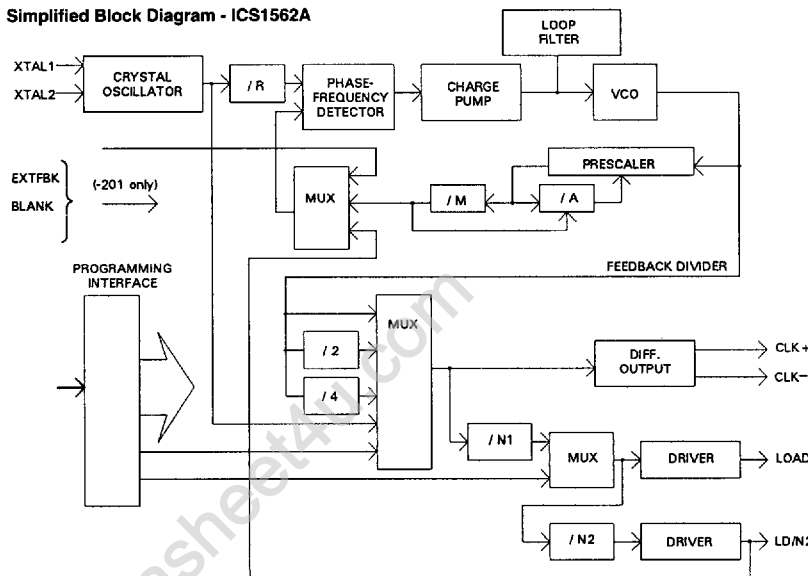 Simplified Block Diagram - ICS1562A
LOOP
FILTER
XTAL1
XTAL2
CRYSTAL
OSCILLATOR
/ R
PHASE-
FREQUENCY
DETECTOR
CHARGE
PUMP
VCO
EXTFBK
BLANK
(-201 only)
MUX
/ M
/ A
PRESCALER
FEEDBACK DIVIDER
PROGRAMMING
INTERFACE
MUX
/ 2
/ 4
DIFF.
OUTPUT
CLK+
CLK−
/ N1
MUX
DRIVER
LOAD
/ N2
DRIVER
LD/N2
asheet4u.com